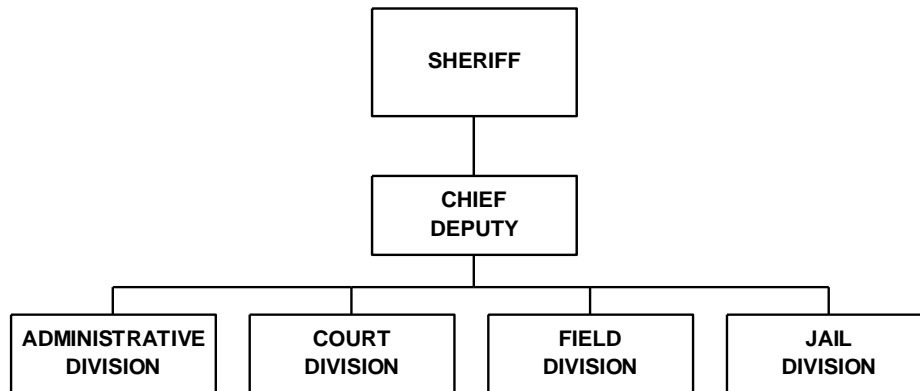 SHERIFF
CHIEF
DEPUTY
ADMINISTRATIVE
DIVISION
COURT
DIVISION
FIELD
DIVISION
JAIL
DIVISION